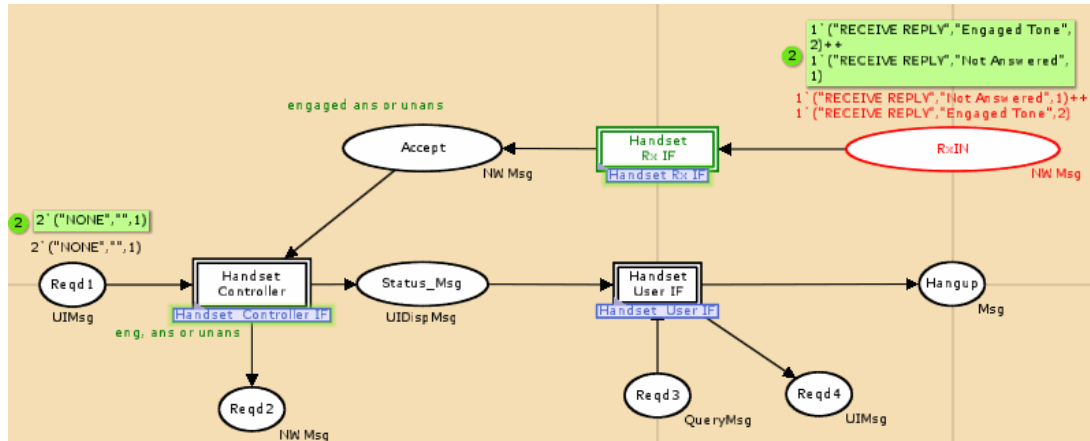 1`("RECEIVE REPLY","Engaged Tone",
2)++
2
1`("RECEIVE REPLY","Not Answered",
1)
1`("RECEIVE REPLY","Not Answered",1)++
1`("RECEIVE REPLY","Engaged Tone",2)
engaged ans or unans
Accept
NW Msg
Handset
Rx IF
Handset Rx IF
RxIN
NW Msg
2
2`("NONE","",1)
2`("NONE","",1)
Reqd1
UIMsg
Handset
Controller
Handset_Controller IF
Status_Msg
UIDispMsg
Handset
User IF
Handset_User IF
Hangup
Msg
eng, ans or unans
Reqd2
NW Msg
Reqd3
QueryMsg
Reqd4
UIMsg